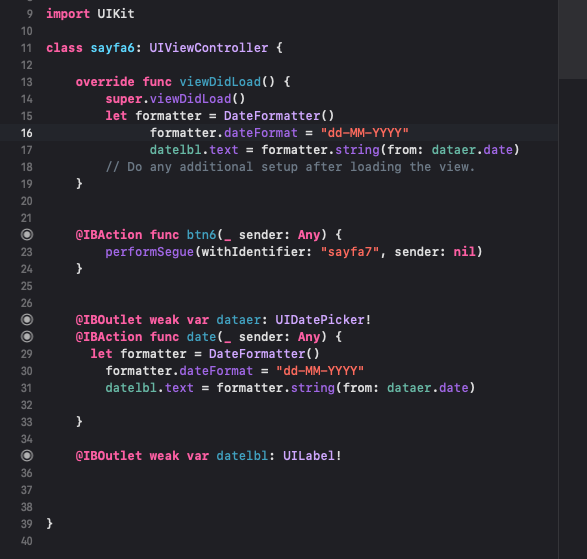 9 import UIKit
10
11 class sayfa6: UIViewController {
12
13 override func viewDidLoad() {
14 super.viewDidLoad()
15 let formatter = DateFormatter()
16 formatter.dateFormat = "dd-MM-YYYY"
17 datelbl.text = formatter.string(from: dataer.date)
18 // Do any additional setup after loading the view.
19 }
20
21
@IBAction func btn6(_ sender: Any) {
23 performSegue(withIdentifier: "sayfa7", sender: nil)
24 }
25
26
@IBOutlet weak var dataer: UIDatePicker!
@IBAction func date(_ sender: Any) {
29 let formatter = DateFormatter()
30 formatter.dateFormat = "dd-MM-YYYY"
31 datelbl.text = formatter.string(from: dataer.date)
32
33 }
34
@IBOutlet weak var datelbl: UILabel!
36
37
38
39 }
40